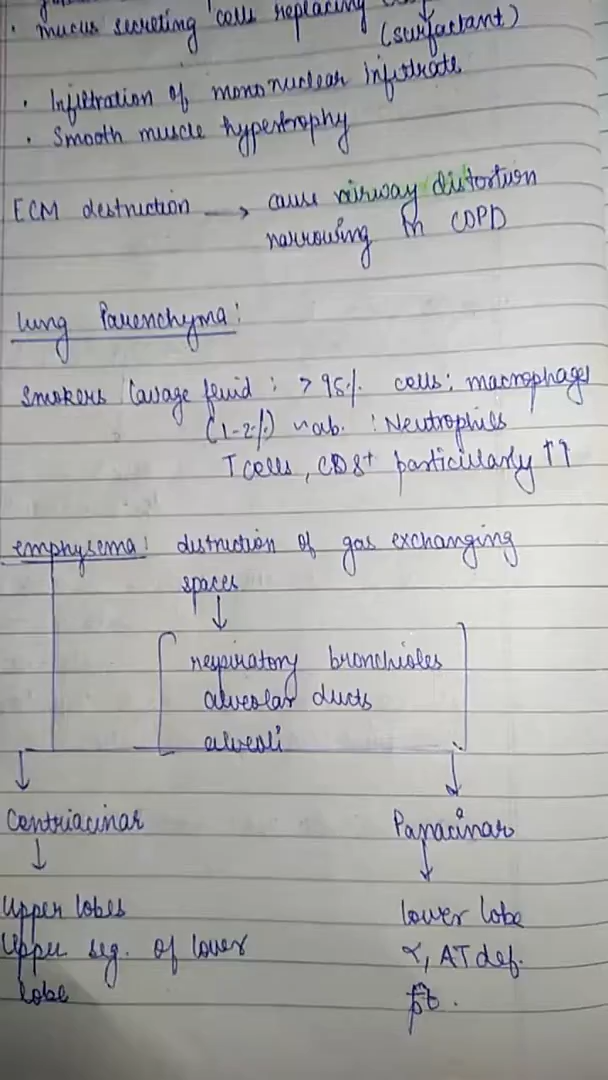 · mucus secreting cells replacing
(surfactant)
· Infiltration of mononuclear infiltrate
· Smooth muscle hypertrophy
ECM destruction → cause airway distortion
narrowing in COPD
Lung Parenchyma:
Smokers lavage fluid: > 95% cells: macrophages
(1-2%) nab. : Neutrophils
T cells, CD8+ particularly ↑↑
emphysema: distruction of gas exchanging
spaces
↓
respiratory bronchioles
alveolar ducts
alveoli
↓ ↓
Centriacinar Panacinar
↓ ↓
Upper lobes lower lobe
Upper seg. of lower α, AT def.
lobe pt.